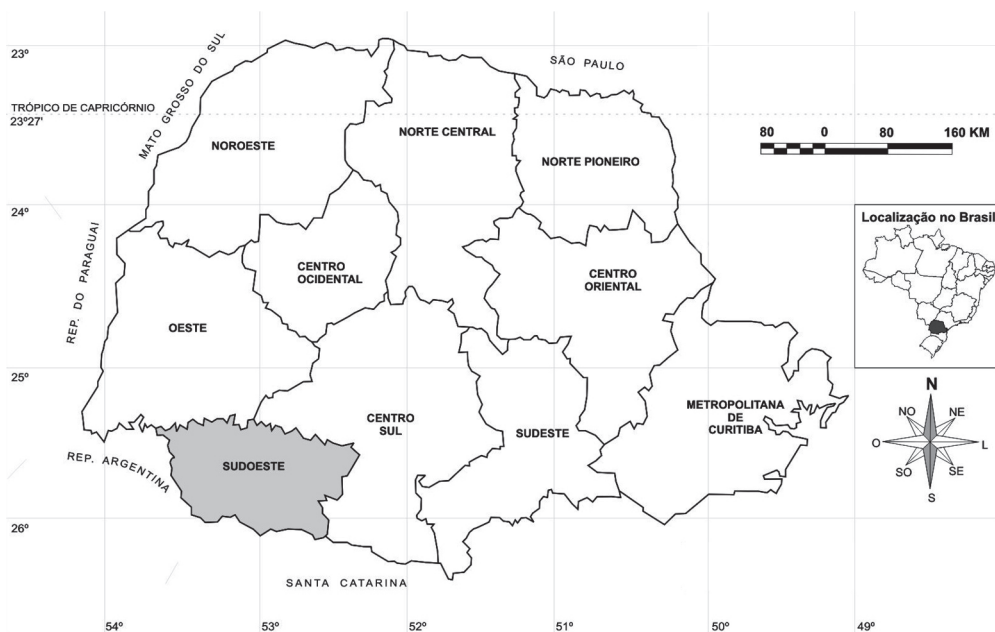 23º
MATO GROSSO DO SUL
SÃO PAULO
TRÓPICO DE CAPRICÓRNIO
23º27'
NOROESTE
NORTE CENTRAL
NORTE PIONEIRO
80 0 80 160 KM
24º
Localização no Brasil
REP. DO PARAGUAI
CENTRO
OCIDENTAL
CENTRO
ORIENTAL
OESTE
25º
METROPOLITANA
DE
CURITIBA
CENTRO
SUL
SUDESTE
SUDOESTE
REP. ARGENTINA
N
NO NE
O L
SO SE
S
26º
SANTA CATARINA
54º 53º 52º 51º 50º 49º